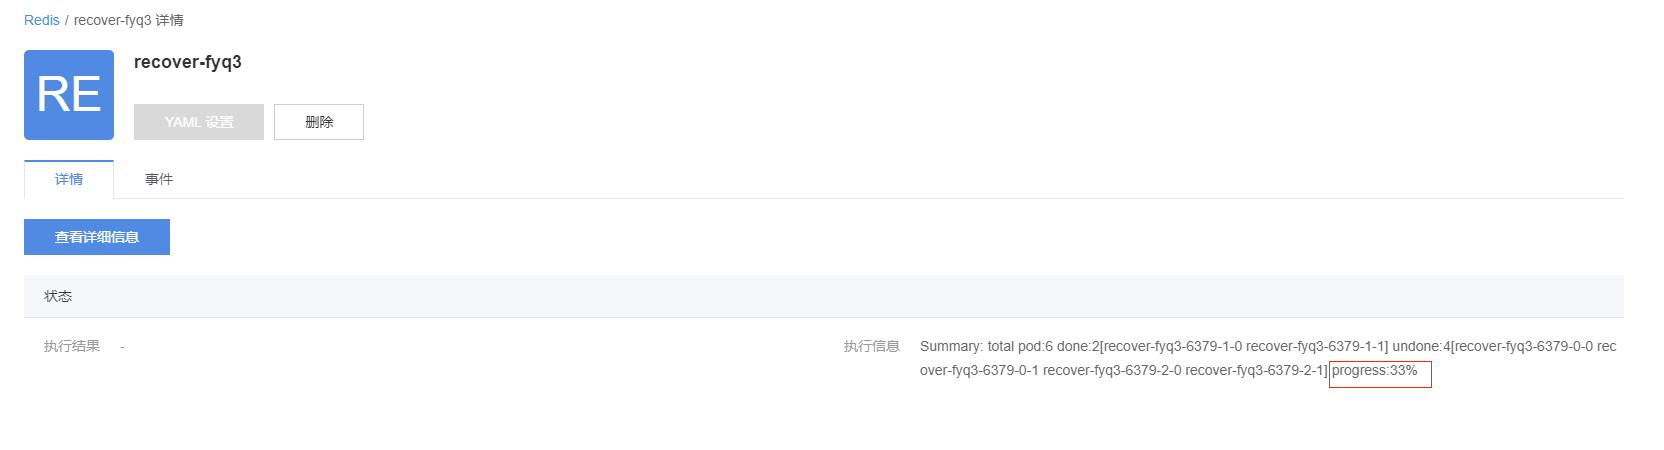 Redis / recover-fyq3 详情
RE
recover-fyq3
YAML 设置
删除
详情
事件
查看详细信息
状态
执行结果 -
执行信息 Summary: total pod:6 done:2[recover-fyq3-6379-1-0 recover-fyq3-6379-1-1] undone:4[recover-fyq3-6379-0-0 rec
over-fyq3-6379-0-1 recover-fyq3-6379-2-0 recover-fyq3-6379-2-1] progress:33%